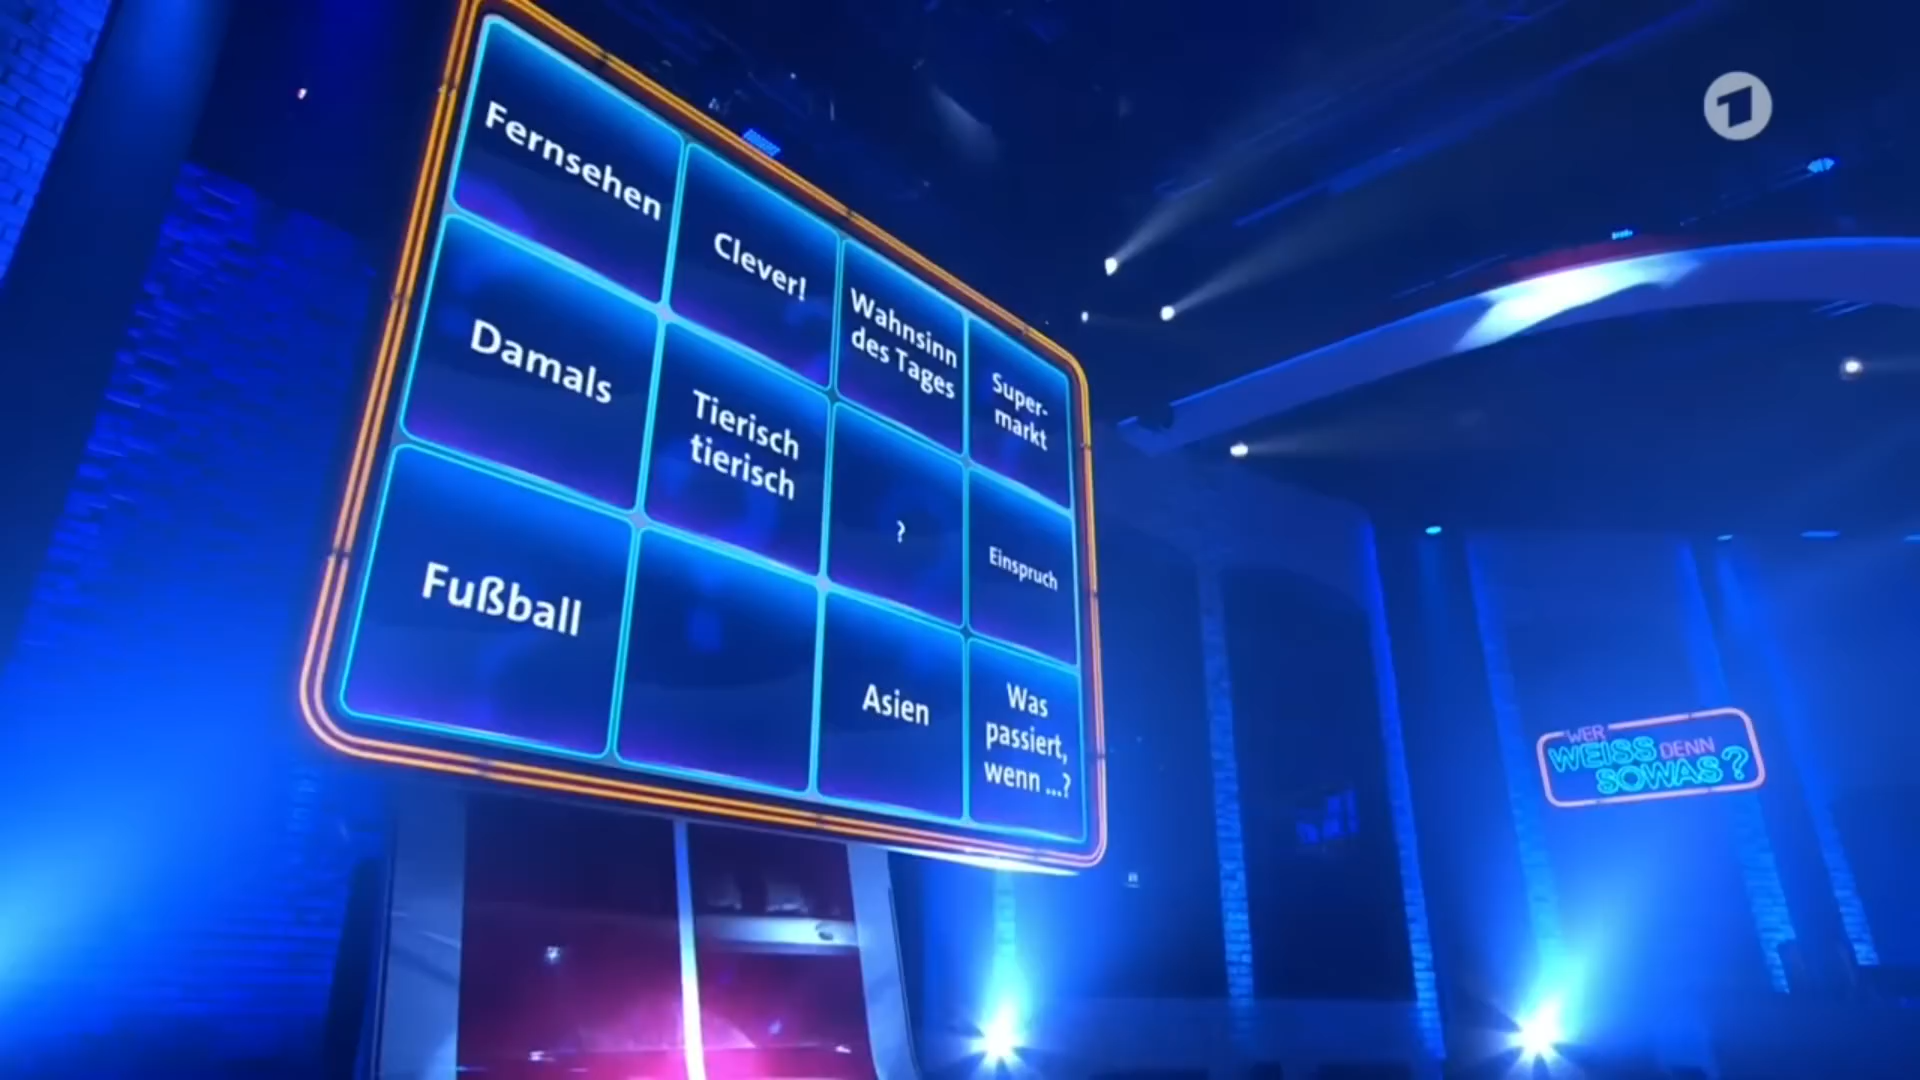 Fernsehen
Clever!
Wahnsinn
des Tages
Super-
markt
Damals
Tierisch
tierisch
?
Einspruch
Fußball
Asien
Was
passiert,
wenn ...?
WER
WEISS DENN
SOWAS?
1